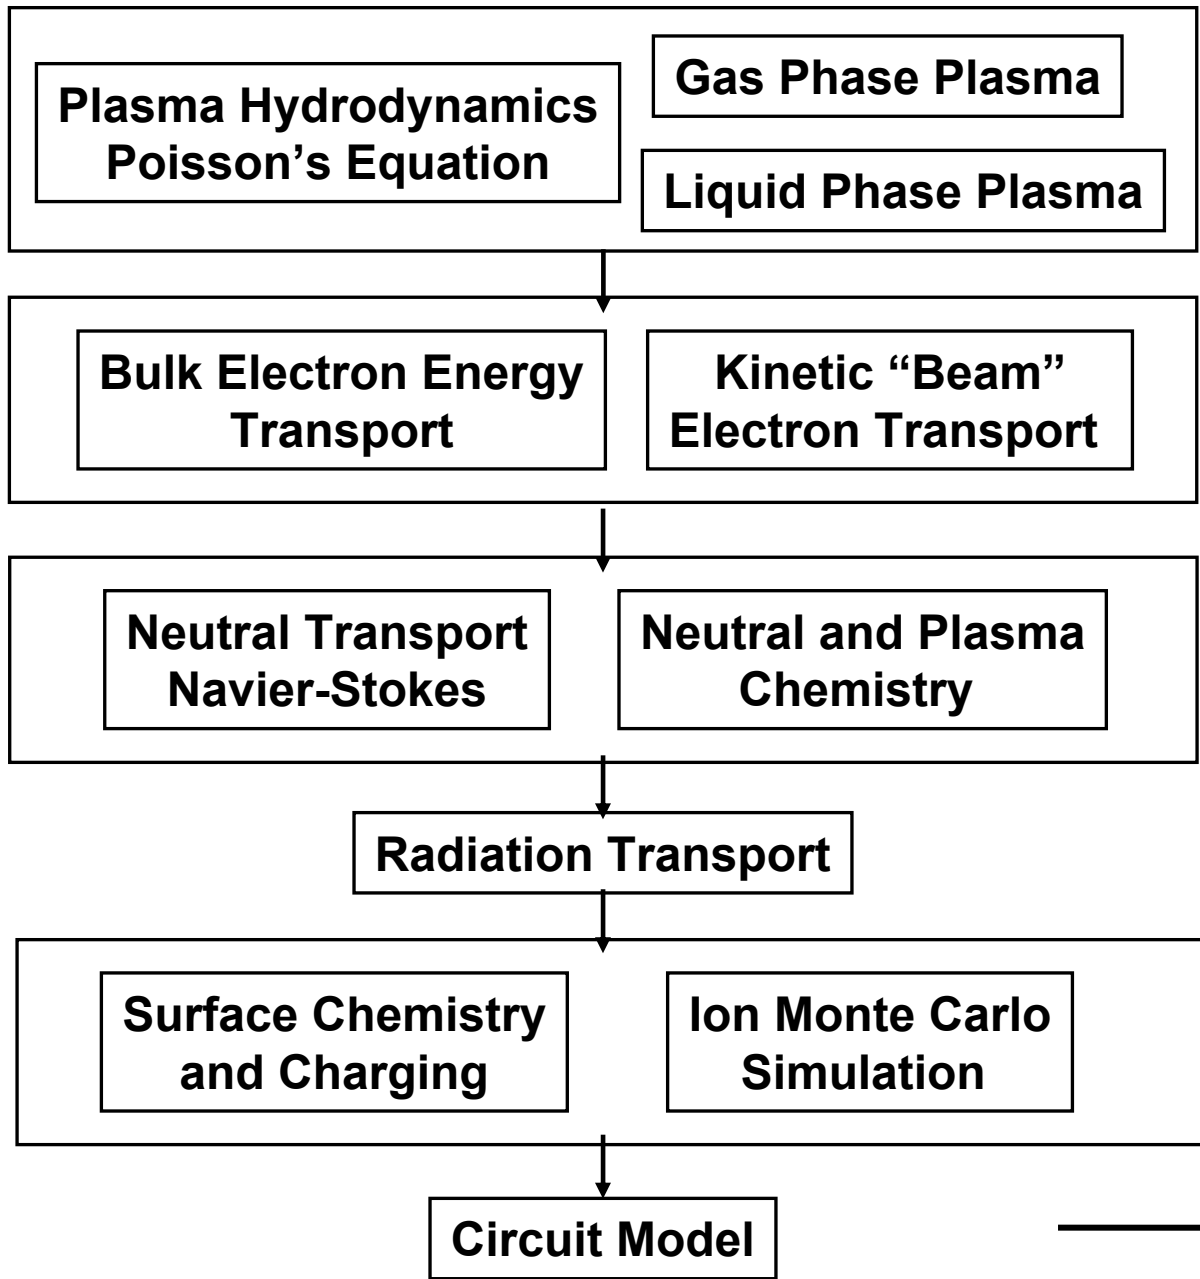 Plasma Hydrodynamics
Poisson’s Equation
Gas Phase Plasma
Liquid Phase Plasma
Bulk Electron Energy
Transport
Kinetic “Beam”
Electron Transport
Neutral Transport
Navier-Stokes
Neutral and Plasma
Chemistry
Radiation Transport
Surface Chemistry
and Charging
Ion Monte Carlo
Simulation
Circuit Model